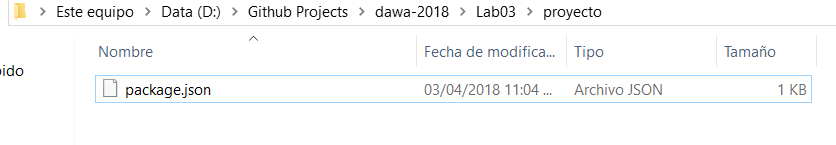 Este equipo > Data (D:) > Github Projects > dawa-2018 > Lab03 > proyecto
Nombre Fecha de modifica... Tipo Tamaño
pido
package.json 03/04/2018 11:04 ... Archivo JSON 1 KB